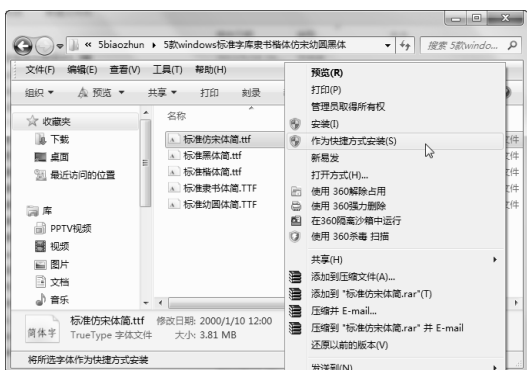 « 5biaozhun ▸ 5款windows标准字库隶书楷体仿宋幼圆黑体
搜索 5款windo...
文件(F) 编辑(E) 查看(V) 工具(T) 帮助(H)
组织 预览 共享 打印 刻录
收藏夹
下载
桌面
最近访问的位置
库
PPTV视频
视频
图片
文档
音乐
名称
标准仿宋体简.ttf
标准黑体简.ttf
标准楷体简.ttf
标准隶书体简.TTF
标准幼圆体简.TTF
预览(R)
打印(P)
管理员取得所有权
安装(I)
作为快捷方式安装(S)
新易发
打开方式(H)...
使用 360解除占用
使用 360强力删除
在360隔离沙箱中运行
使用 360杀毒 扫描
共享(H)
添加到压缩文件(A)...
添加到 "标准仿宋体简.rar"(T)
压缩并 E-mail...
压缩到 "标准仿宋体简.rar" 并 E-mail
还原以前的版本(V)
发送到(N)
文件
文件
文件
文件
简体字
标准仿宋体简.ttf 修改日期: 2000/1/10 12:00
TrueType 字体文件 大小: 3.81 MB
将所选字体作为快捷方式安装